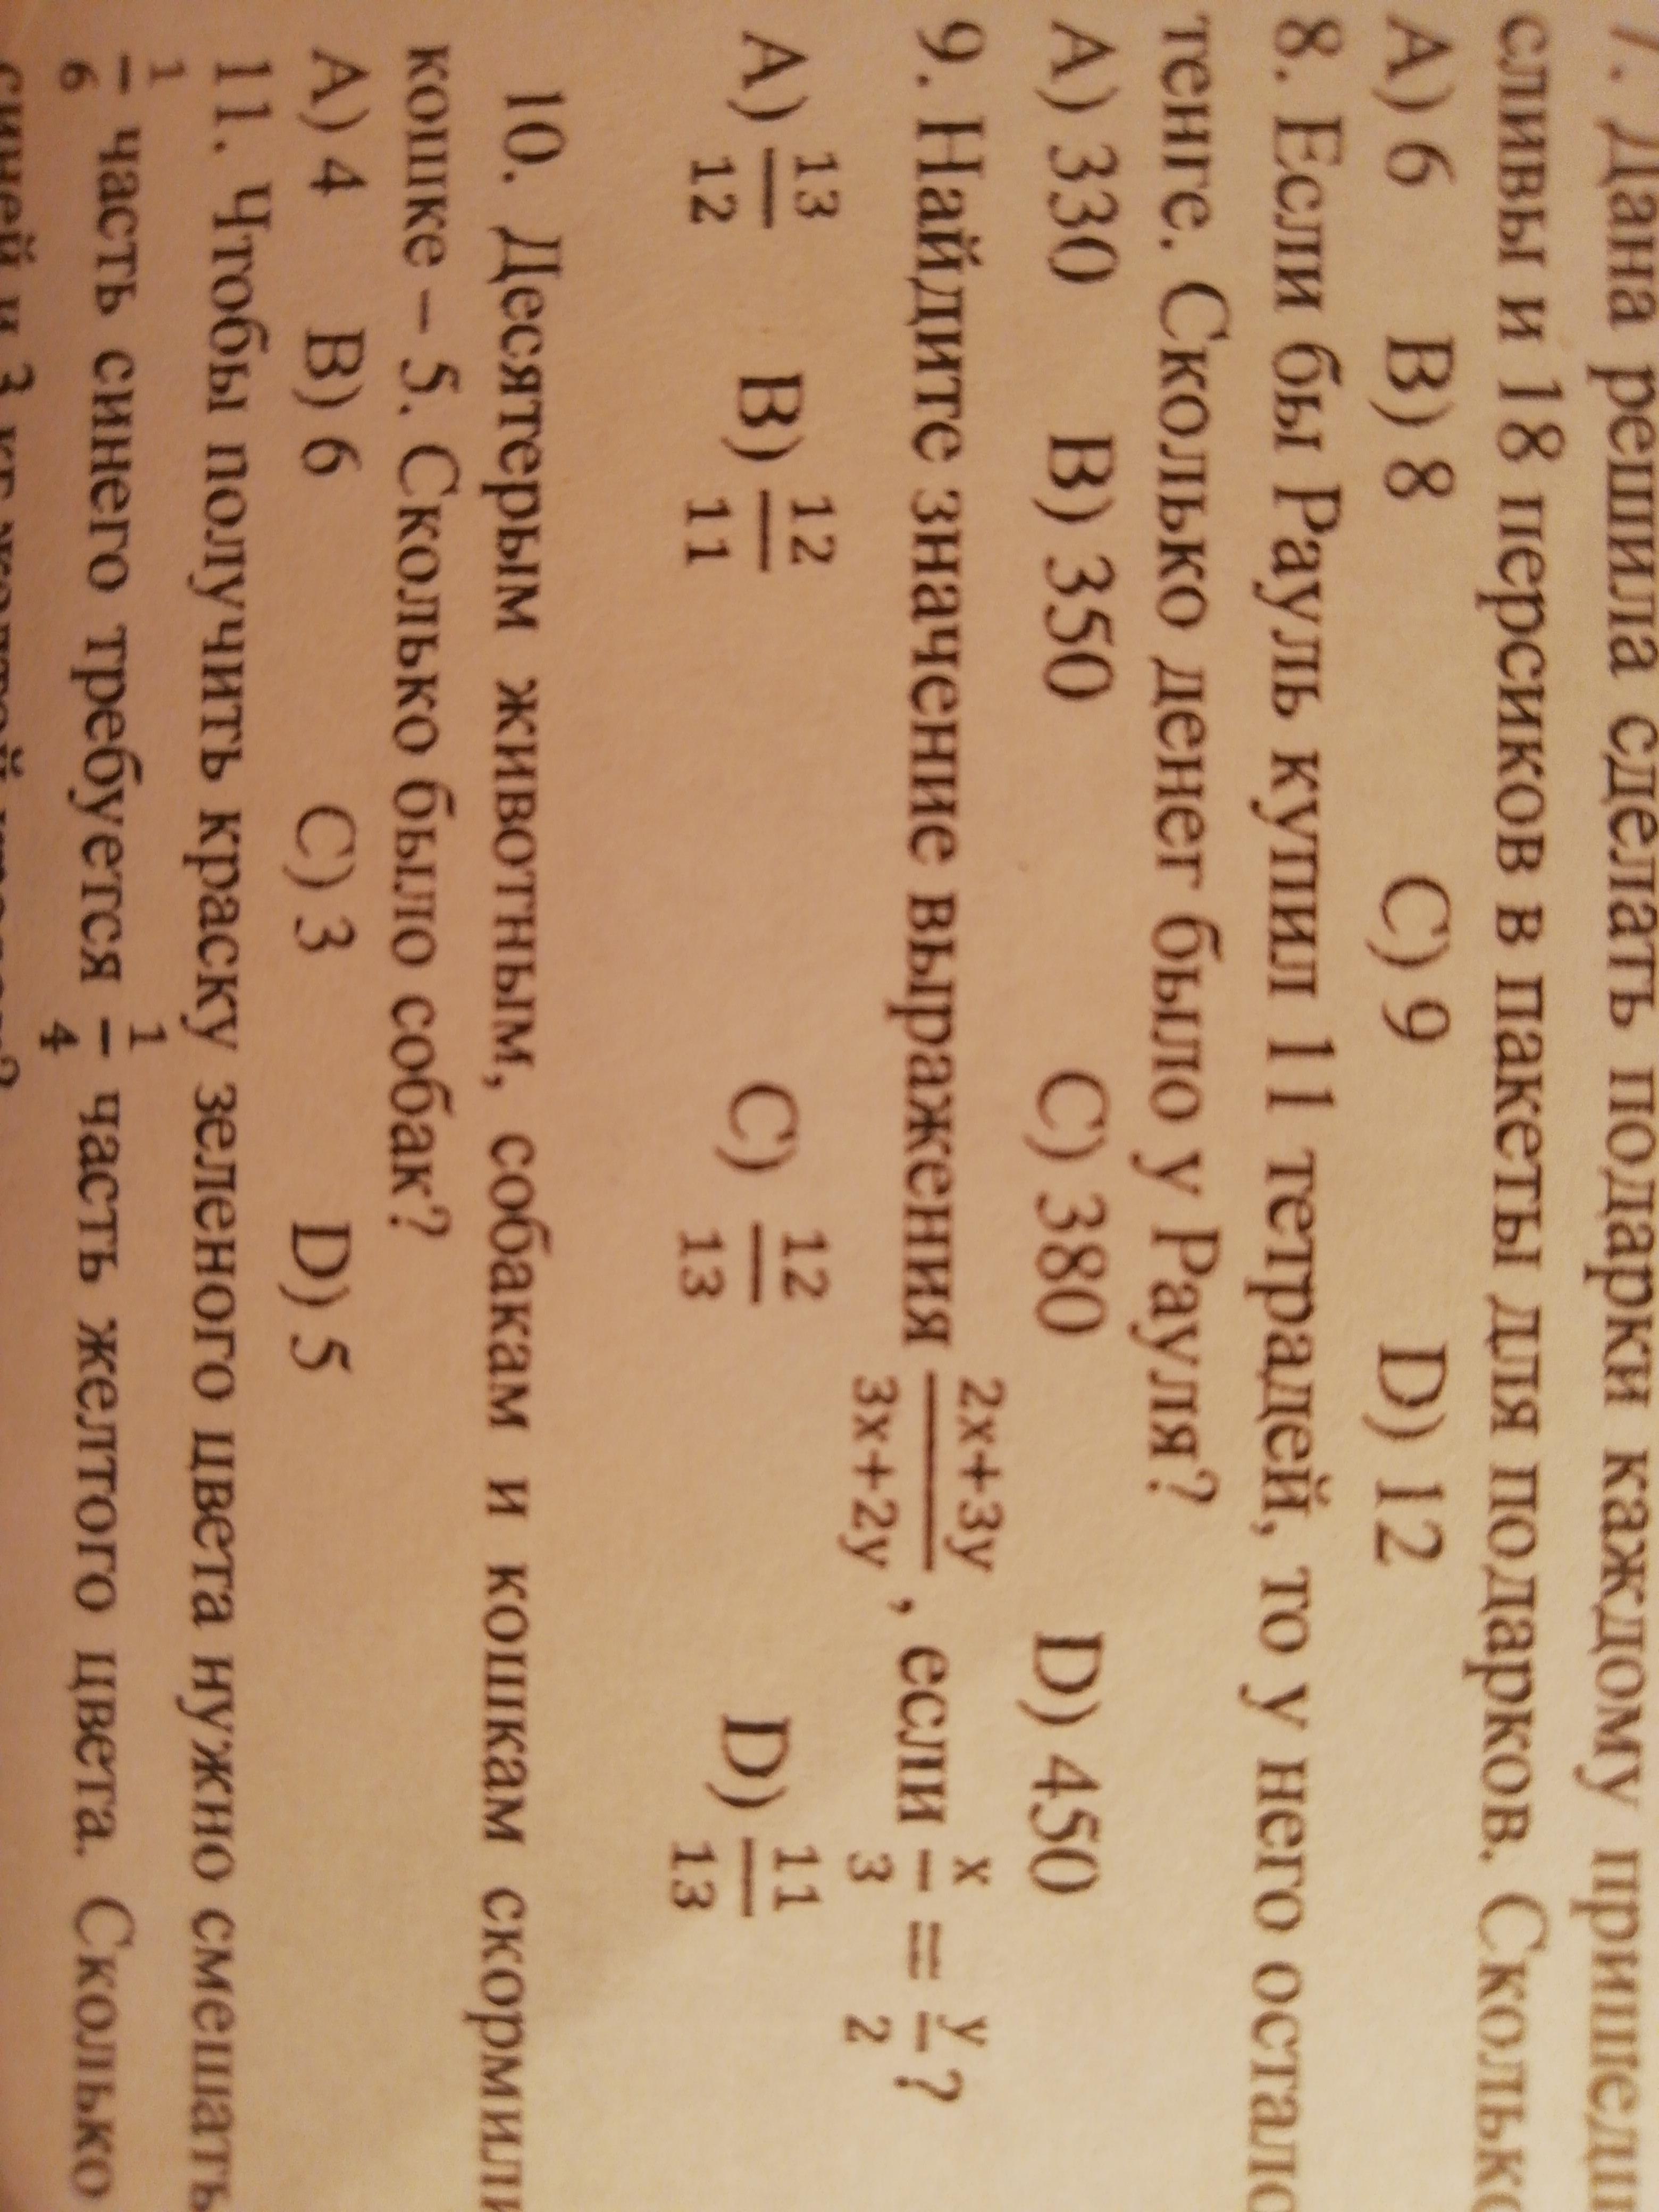 7. Дана решила сделать подарки каждому
сливы и 18 персиков в пакеты для подарков.
A) 6 B) 8 C) 9 D) 12
8. Если бы Рауль купил 11 тетрадей, то у него
тенге. Сколько денег было у Рауля?
A) 330 B) 350 C) 380 D) 450
9. Найдите значение выражения (2x+3y)/(3x+2y), если x/3 = y/2?
A) 13/12 B) 12/11 C) 12/13 D) 11/13
10. Десятерым животным, собакам и кошкам
кошке – 5. Сколько было собак?
A) 4 B) 6 C) 3 D) 5
11. Чтобы получить краску зеленого цвета нужно смешать
1/6 часть синего требуется 1/4 часть желтого цвета. Сколько